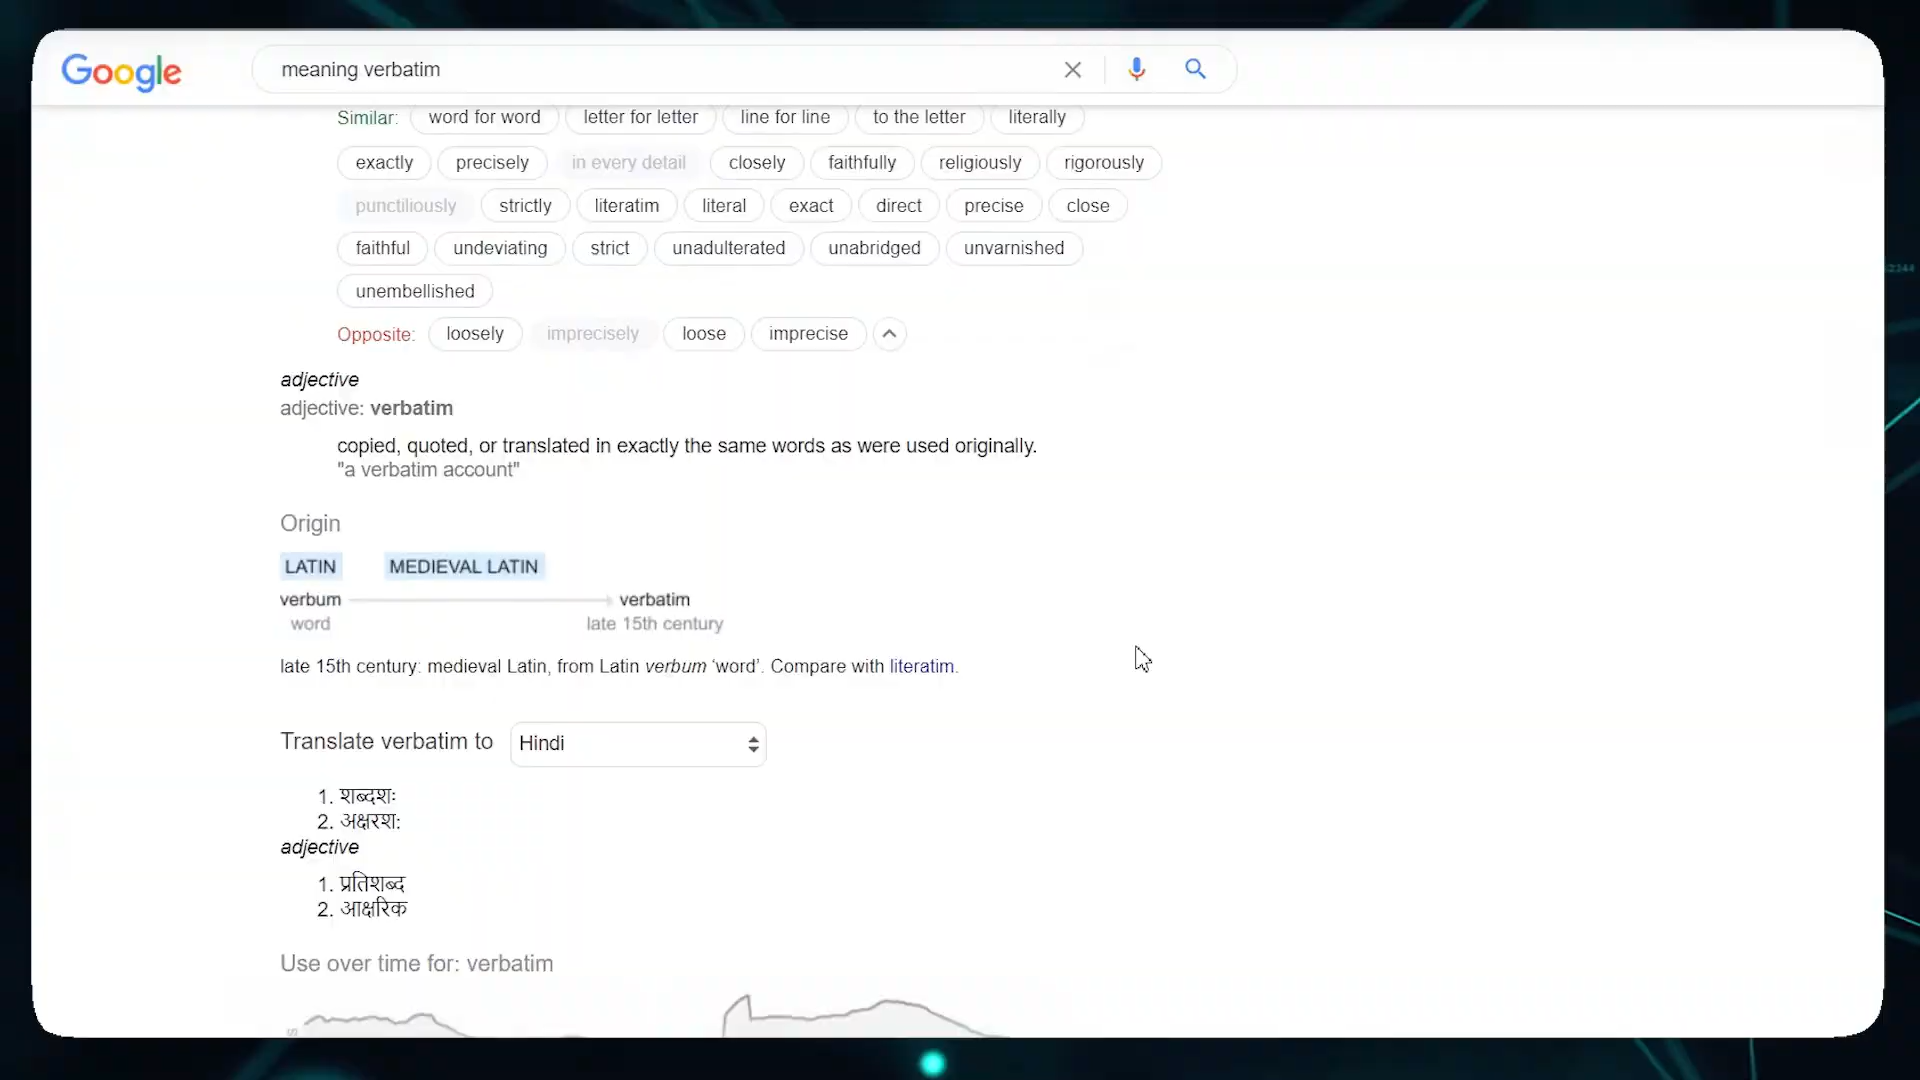 Google
meaning verbatim
Similar: word for word letter for letter line for line to the letter literally
exactly precisely in every detail closely faithfully religiously rigorously
punctiliously strictly literatim literal exact direct precise close
faithful undeviating strict unadulterated unabridged unvarnished
unembellished
Opposite: loosely imprecisely loose imprecise
adjective
adjective: verbatim
copied, quoted, or translated in exactly the same words as were used originally.
"a verbatim account"
Origin
LATIN MEDIEVAL LATIN
verbum verbatim
word late 15th century
late 15th century: medieval Latin, from Latin verbum ‘word’. Compare with literatim.
Translate verbatim to Hindi
1. शब्दशः
2. अक्षरशः
adjective
1. प्रतिशब्द
2. आक्षरिक
Use over time for: verbatim